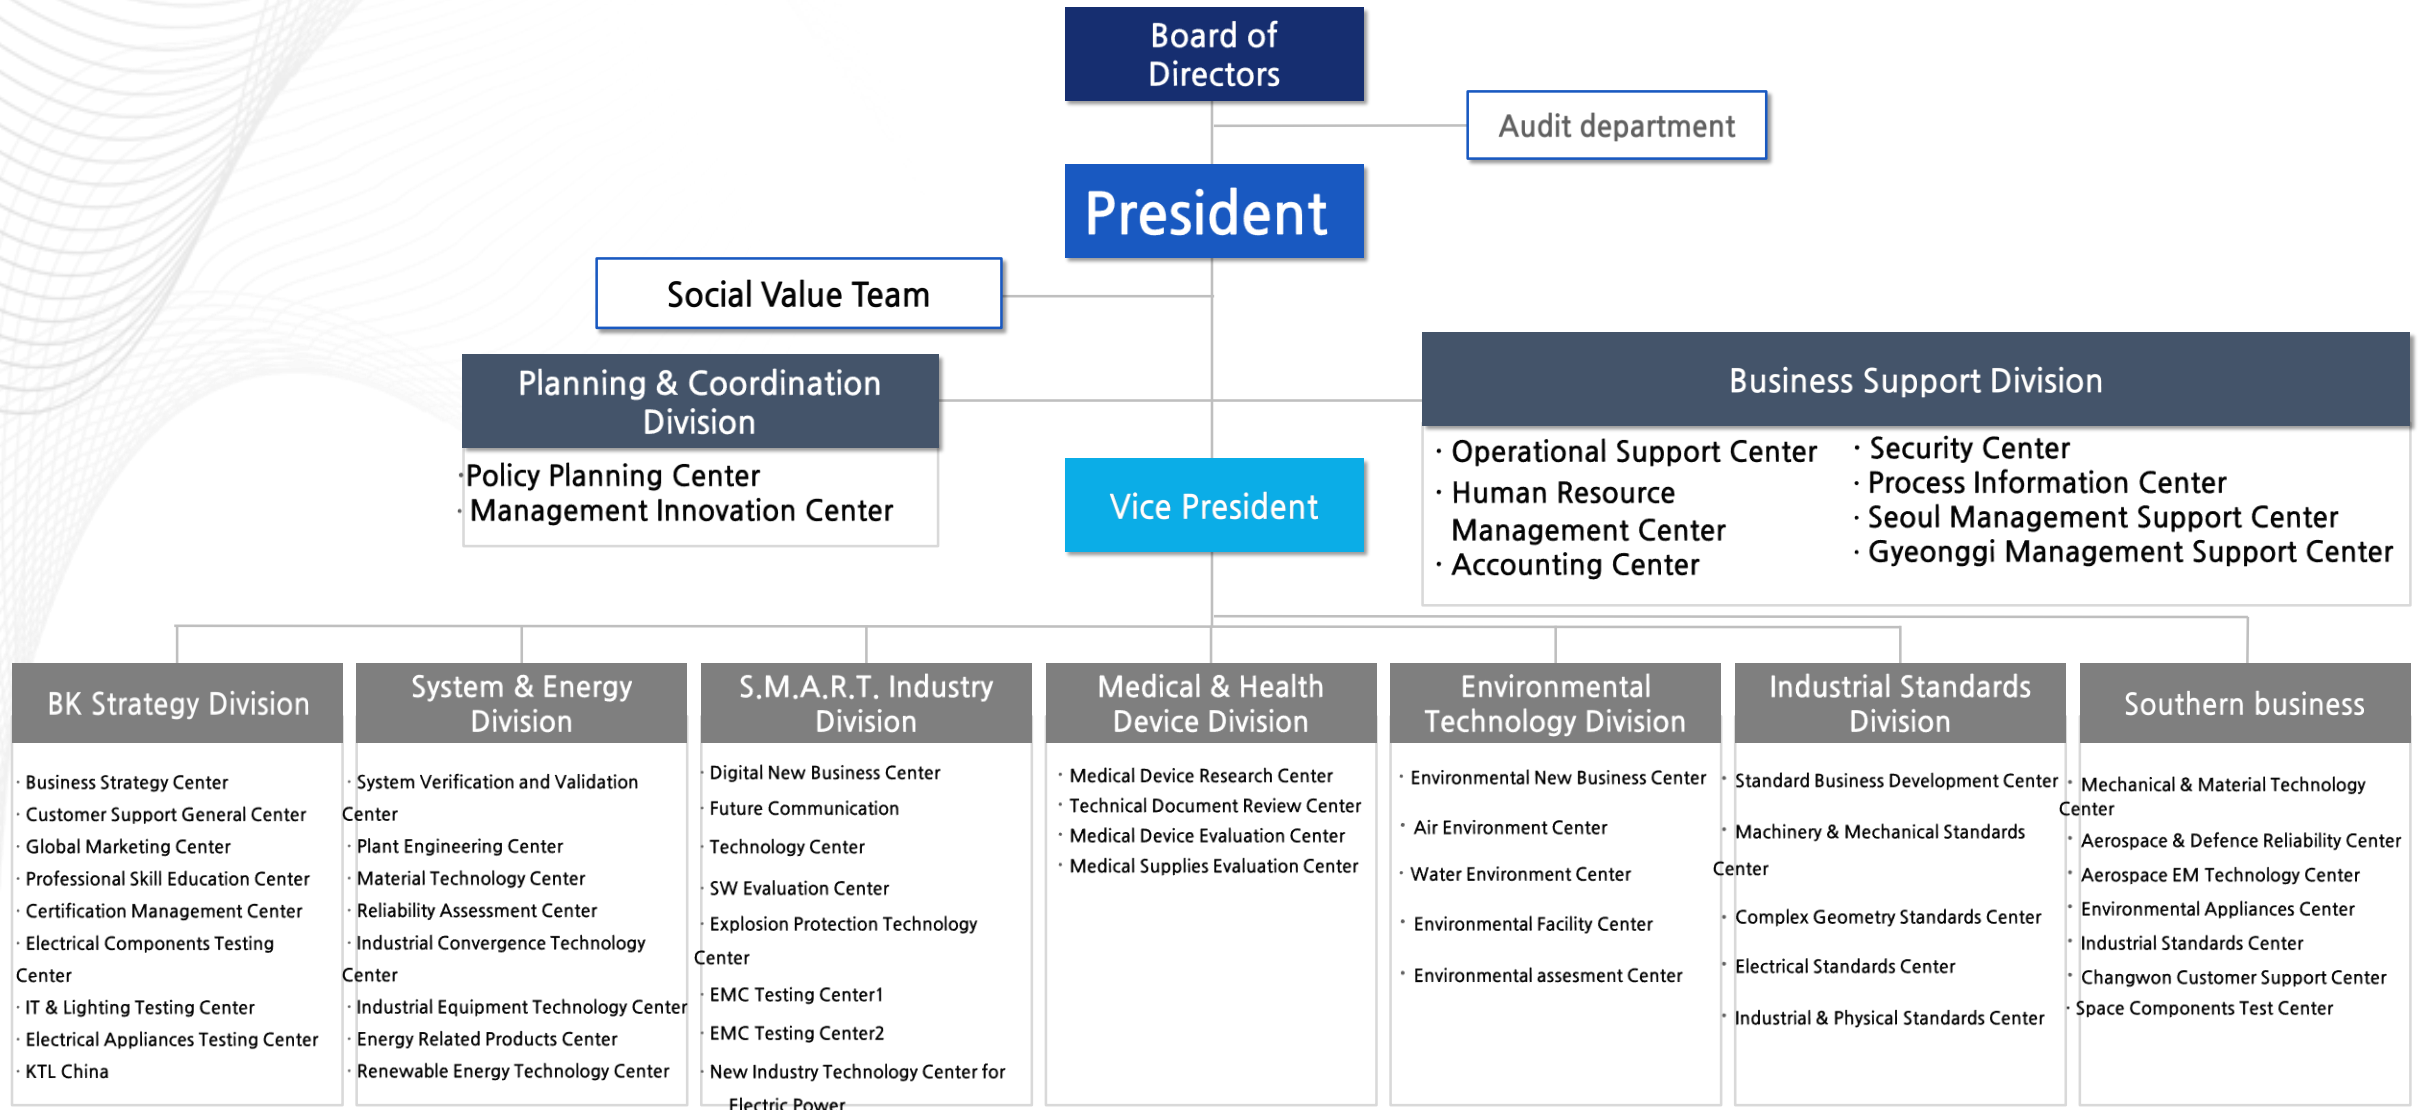 Board of
Directors
Audit department
President
Social Value Team
Planning & Coordination
Division
·Policy Planning Center
· Management Innovation Center
Business Support Division
· Operational Support Center
· Human Resource
Management Center
· Accounting Center
· Security Center
· Process Information Center
· Seoul Management Support Center
· Gyeonggi Management Support Center
Vice President
BK Strategy Division
· Business Strategy Center
· Customer Support General Center
· Global Marketing Center
· Professional Skill Education Center
· Certification Management Center
· Electrical Components Testing
Center
· IT & Lighting Testing Center
· Electrical Appliances Testing Center
· KTL China
System & Energy
Division
· System Verification and Validation
Center
· Plant Engineering Center
· Material Technology Center
· Reliability Assessment Center
· Industrial Convergence Technology
Center
· Industrial Equipment Technology Center
· Energy Related Products Center
· Renewable Energy Technology Center
S.M.A.R.T. Industry
Division
· Digital New Business Center
· Future Communication
· Technology Center
· SW Evaluation Center
· Explosion Protection Technology
Center
· EMC Testing Center1
· EMC Testing Center2
· New Industry Technology Center for
Electric Power
Medical & Health
Device Division
· Medical Device Research Center
· Technical Document Review Center
· Medical Device Evaluation Center
· Medical Supplies Evaluation Center
Environmental
Technology Division
· Environmental New Business Center
· Air Environment Center
· Water Environment Center
· Environmental Facility Center
· Environmental assesment Center
Industrial Standards
Division
· Standard Business Development Center
· Machinery & Mechanical Standards
Center
· Complex Geometry Standards Center
· Electrical Standards Center
· Industrial & Physical Standards Center
Southern business
· Mechanical & Material Technology
Center
· Aerospace & Defence Reliability Center
· Aerospace EM Technology Center
· Environmental Appliances Center
· Industrial Standards Center
· Changwon Customer Support Center
· Space Components Test Center